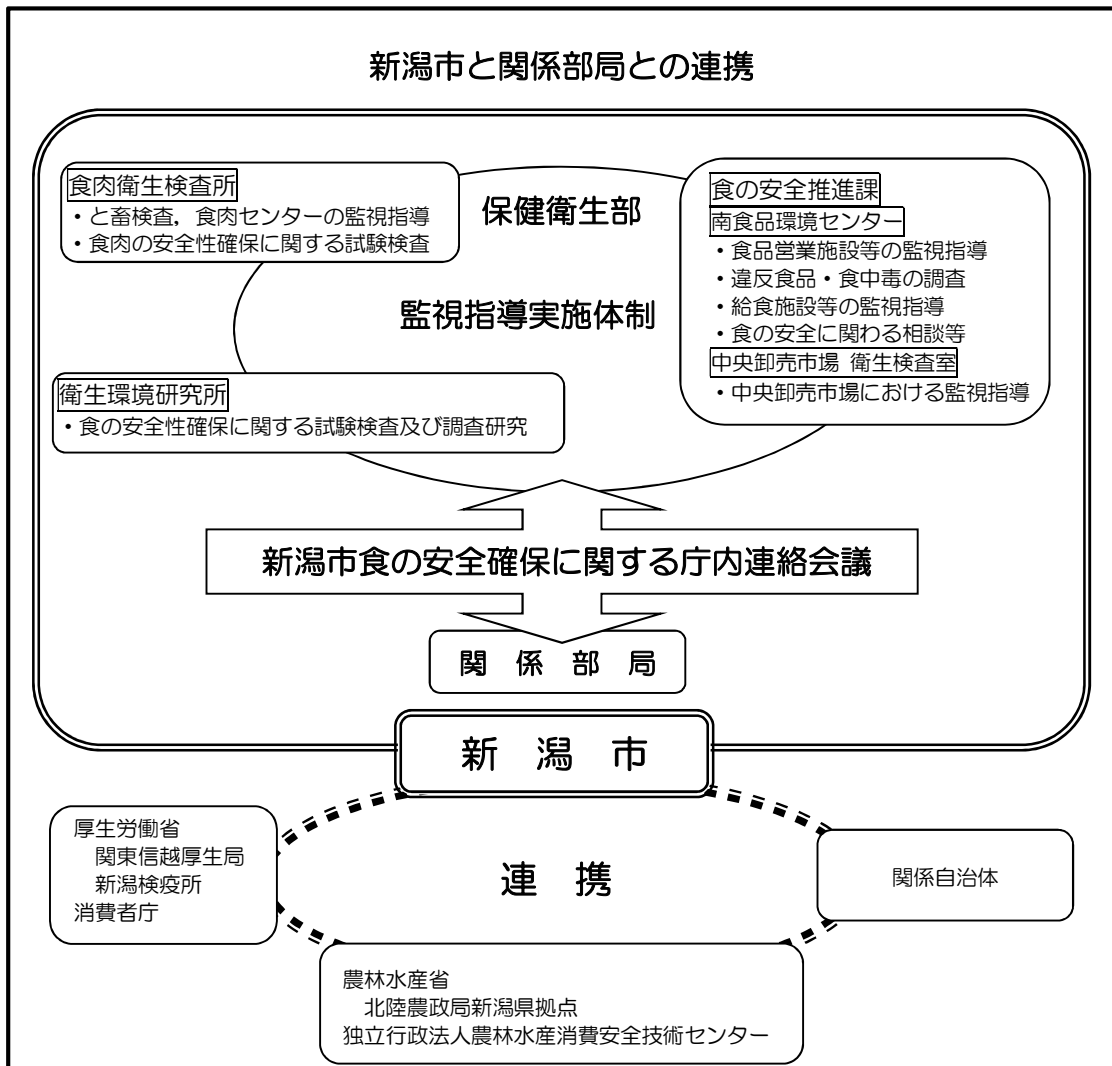 新潟市と関係部局との連携
食肉衛生検査所
・と畜検査，食肉センターの監視指導
・食肉の安全性確保に関する試験検査
保健衛生部
監視指導実施体制
食の安全推進課
南食品環境センター
・食品営業施設等の監視指導
・違反食品・食中毒の調査
・給食施設等の監視指導
・食の安全に関わる相談等
中央卸売市場 衛生検査室
・中央卸売市場における監視指導
衛生環境研究所
・食の安全性確保に関する試験検査及び調査研究
新潟市食の安全確保に関する庁内連絡会議
関 係 部 局
新 潟 市
厚生労働省
関東信越厚生局
新潟検疫所
消費者庁
連 携
関係自治体
農林水産省
北陸農政局新潟県拠点
独立行政法人農林水産消費安全技術センター